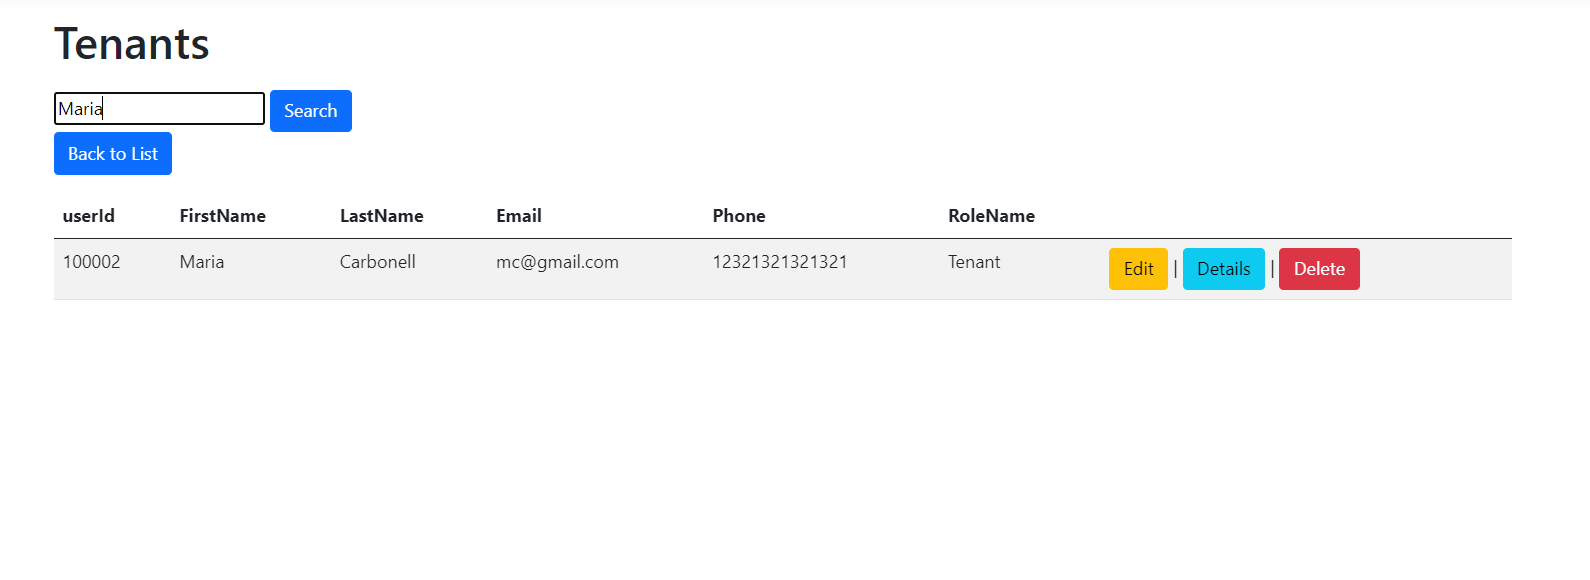 Tenants
Maria Search
Back to List
userId FirstName LastName Email Phone RoleName
100002 Maria Carbonell mc@gmail.com 12321321321321 Tenant Edit | Details | Delete